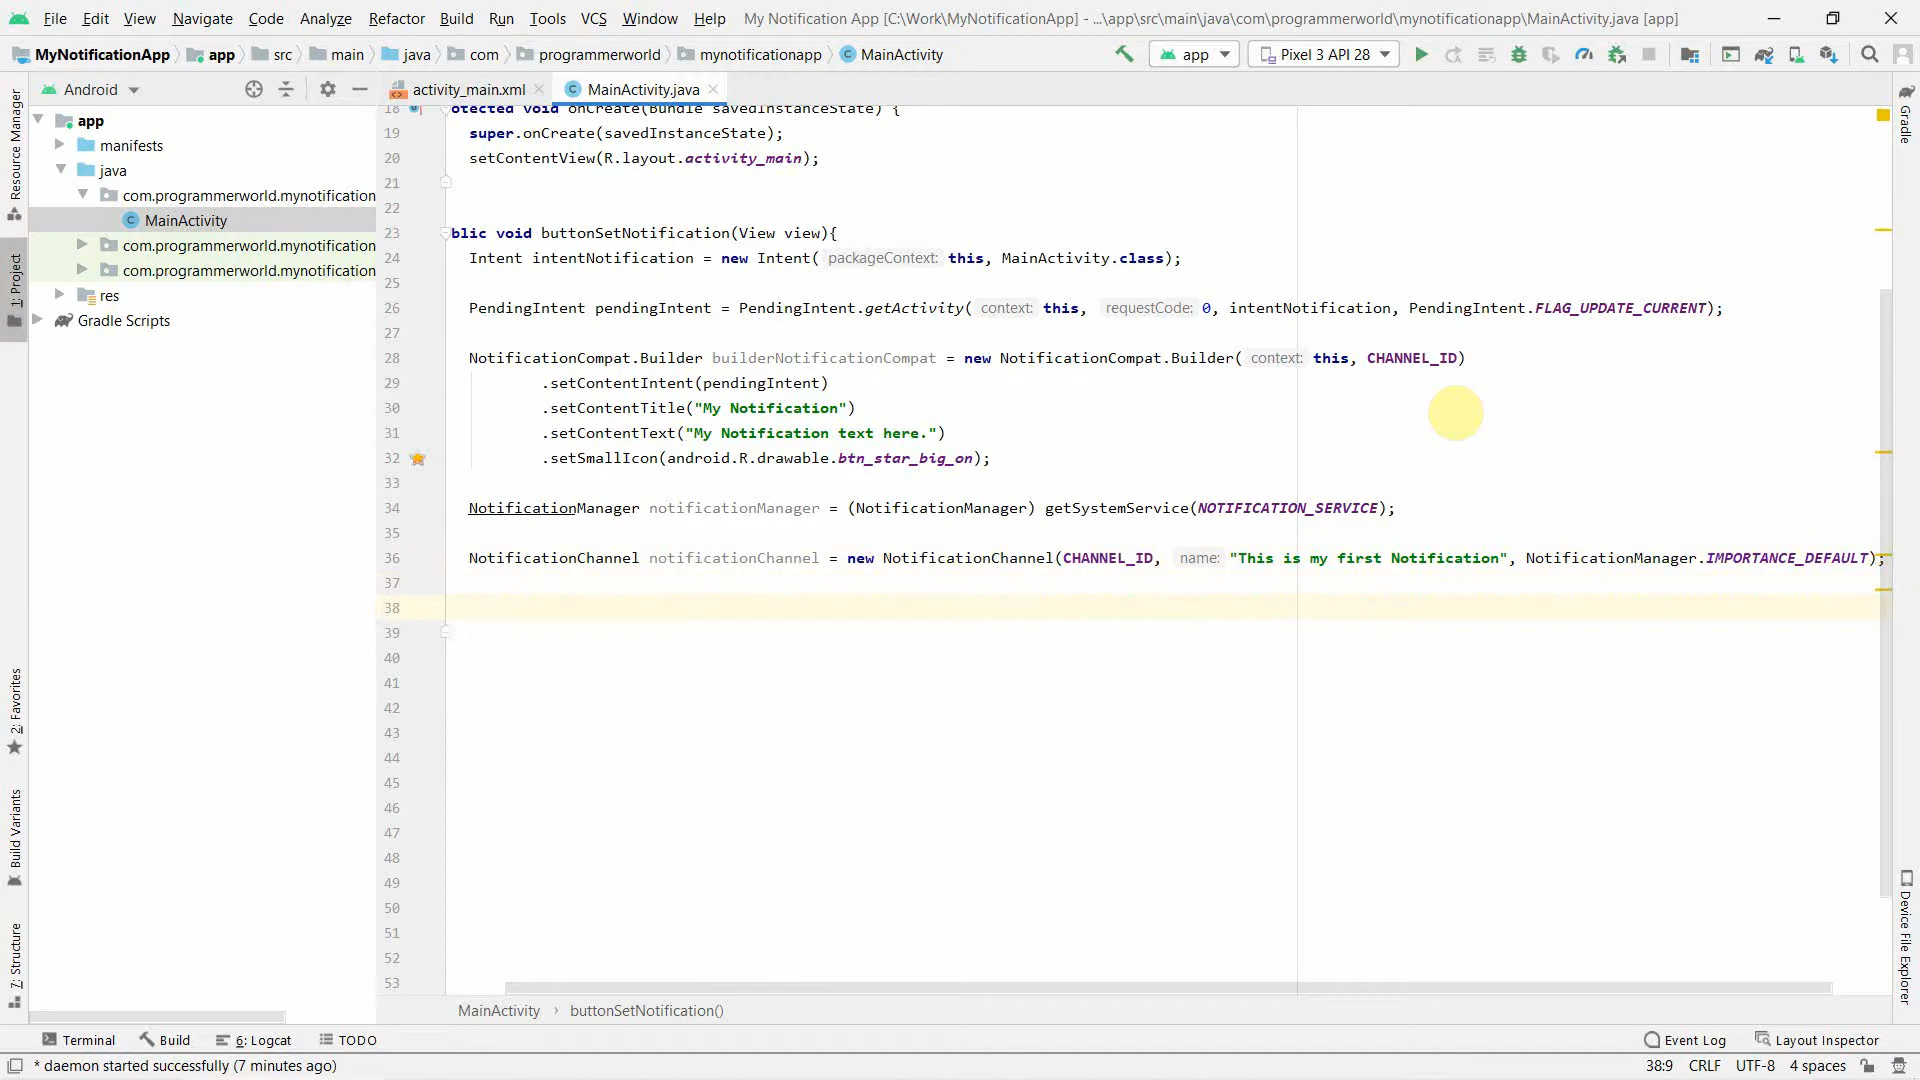 File Edit View Navigate Code Analyze Refactor Build Run Tools VCS Window Help My Notification App [C:\Work\MyNotificationApp] - ...\app\src\main\java\com\programmerworld\mynotificationapp\MainActivity.java [app]
MyNotificationApp app src main java com programmerworld mynotificationapp MainActivity app Pixel 3 API 28
Android activity_main.xml MainActivity.java
app
manifests
java
com.programmerworld.mynotification
MainActivity
com.programmerworld.mynotification
com.programmerworld.mynotification
res
Gradle Scripts
Resource Manager
1: Project
2: Favorites
Build Variants
7: Structure
18 otected void onCreate(Bundle savedInstanceState) {
19 super.onCreate(savedInstanceState);
20 setContentView(R.layout.activity_main);
21
22
23 blic void buttonSetNotification(View view){
24 Intent intentNotification = new Intent( packageContext: this, MainActivity.class);
25
26 PendingIntent pendingIntent = PendingIntent.getActivity( context: this, requestCode: 0, intentNotification, PendingIntent.FLAG_UPDATE_CURRENT);
27
28 NotificationCompat.Builder builderNotificationCompat = new NotificationCompat.Builder( context: this, CHANNEL_ID)
29 .setContentIntent(pendingIntent)
30 .setContentTitle("My Notification")
31 .setContentText("My Notification text here.")
32 .setSmallIcon(android.R.drawable.btn_star_big_on);
33
34 NotificationManager notificationManager = (NotificationManager) getSystemService(NOTIFICATION_SERVICE);
35
36 NotificationChannel notificationChannel = new NotificationChannel(CHANNEL_ID, name: "This is my first Notification", NotificationManager.IMPORTANCE_DEFAULT);
37
38
39
40
41
42
43
44
45
46
47
48
49
50
51
52
53
Gradle
Device File Explorer
MainActivity › buttonSetNotification()
Terminal Build 6: Logcat TODO Event Log Layout Inspector
* daemon started successfully (7 minutes ago) 38:9 CRLF UTF-8 4 spaces